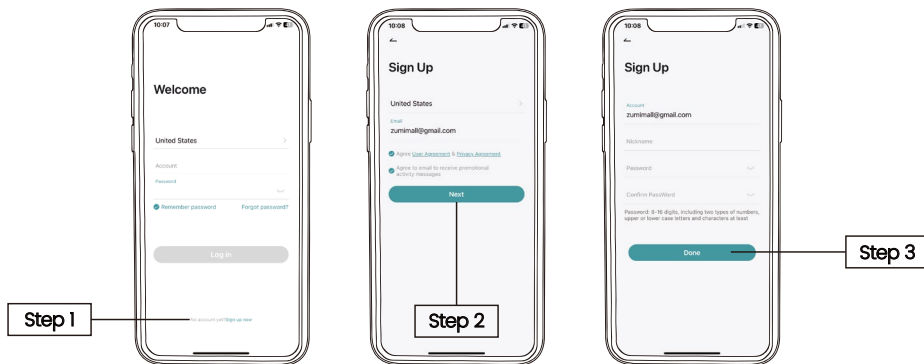 10:07
Welcome
United States
Account
Password
Remember password
Forgot password?
Log in
No account yet?Sign up now
Step 1
10:08
Sign Up
United States
Email
zumimall@gmail.com
Agree User Agreement & Privacy Agreement
Agree to email to receive promotional
activity messages
Next
Step 2
10:08
Sign Up
Account
zumimall@gmail.com
Nickname
Password
Confirm PassWord
Password: 8-16 digits, including two types of numbers,
upper or lower case letters and characters at least
Done
Step 3